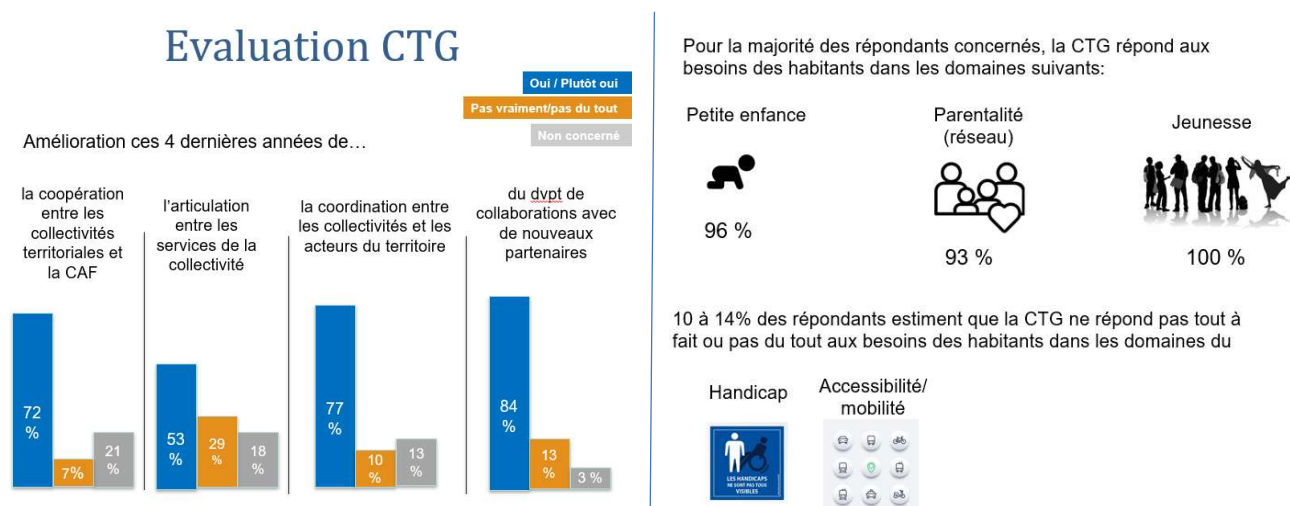 Evaluation CTG
Oui / Plutôt oui
Pas vraiment/pas du tout
Non concerné
Amélioration ces 4 dernières années de…
la coopération
entre les
collectivités
territoriales et
la CAF
72
%
7%
21
%
l'articulation
entre les
services de la
collectivité
53
%
29
%
18
%
la coordination entre
les collectivités et les
acteurs du territoire
77
%
10
%
13
%
du dvpt de
collaborations avec
de nouveaux
partenaires
84
%
13
%
3 %
Pour la majorité des répondants concernés, la CTG répond aux
besoins des habitants dans les domaines suivants:
Petite enfance
96 %
Parentalité
(réseau)
93 %
Jeunesse
100 %
10 à 14% des répondants estiment que la CTG ne répond pas tout à
fait ou pas du tout aux besoins des habitants dans les domaines du
Handicap
LES HANDICAPS
NE SONT PAS TOUS
VISIBLES
Accessibilité/
mobilité